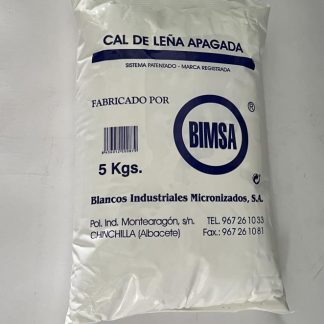 CAL DE LEÑA APAGADA
SISTEMA PATENTADO - MARCA REGISTRADA
FABRICADO POR
®
BIMSA
5 Kgs.
Blancos Industriales Micronizados, S.A.
Pol. Ind. Montearagón, s/n. TEL. 967 26 10 33
CHINCHILLA (Albacete) Fax.: 967 26 10 81